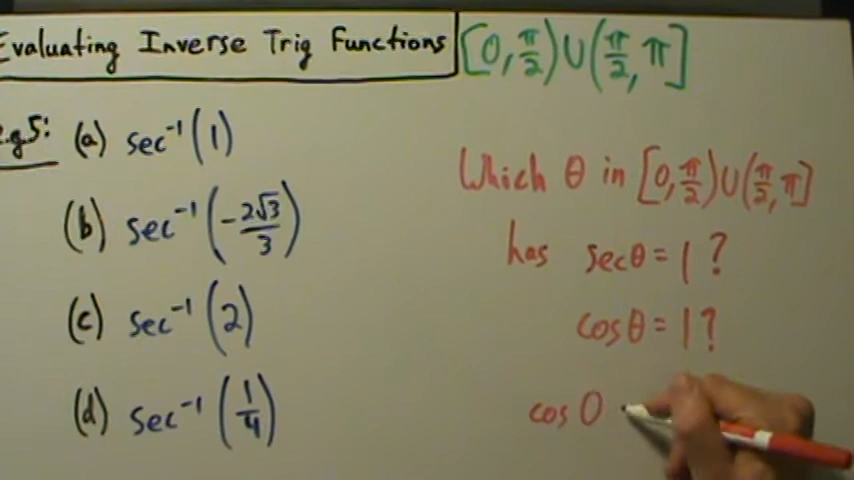 Evaluating Inverse Trig Functions [0, π/2) ∪ (π/2, π]
e.g 5: (a) sec⁻¹(1)
(b) sec⁻¹(-2√3/3)
(c) sec⁻¹(2)
(d) sec⁻¹(1/4)
Which θ in [0, π/2) ∪ (π/2, π]
has secθ = 1?
cosθ = 1?
cos 0